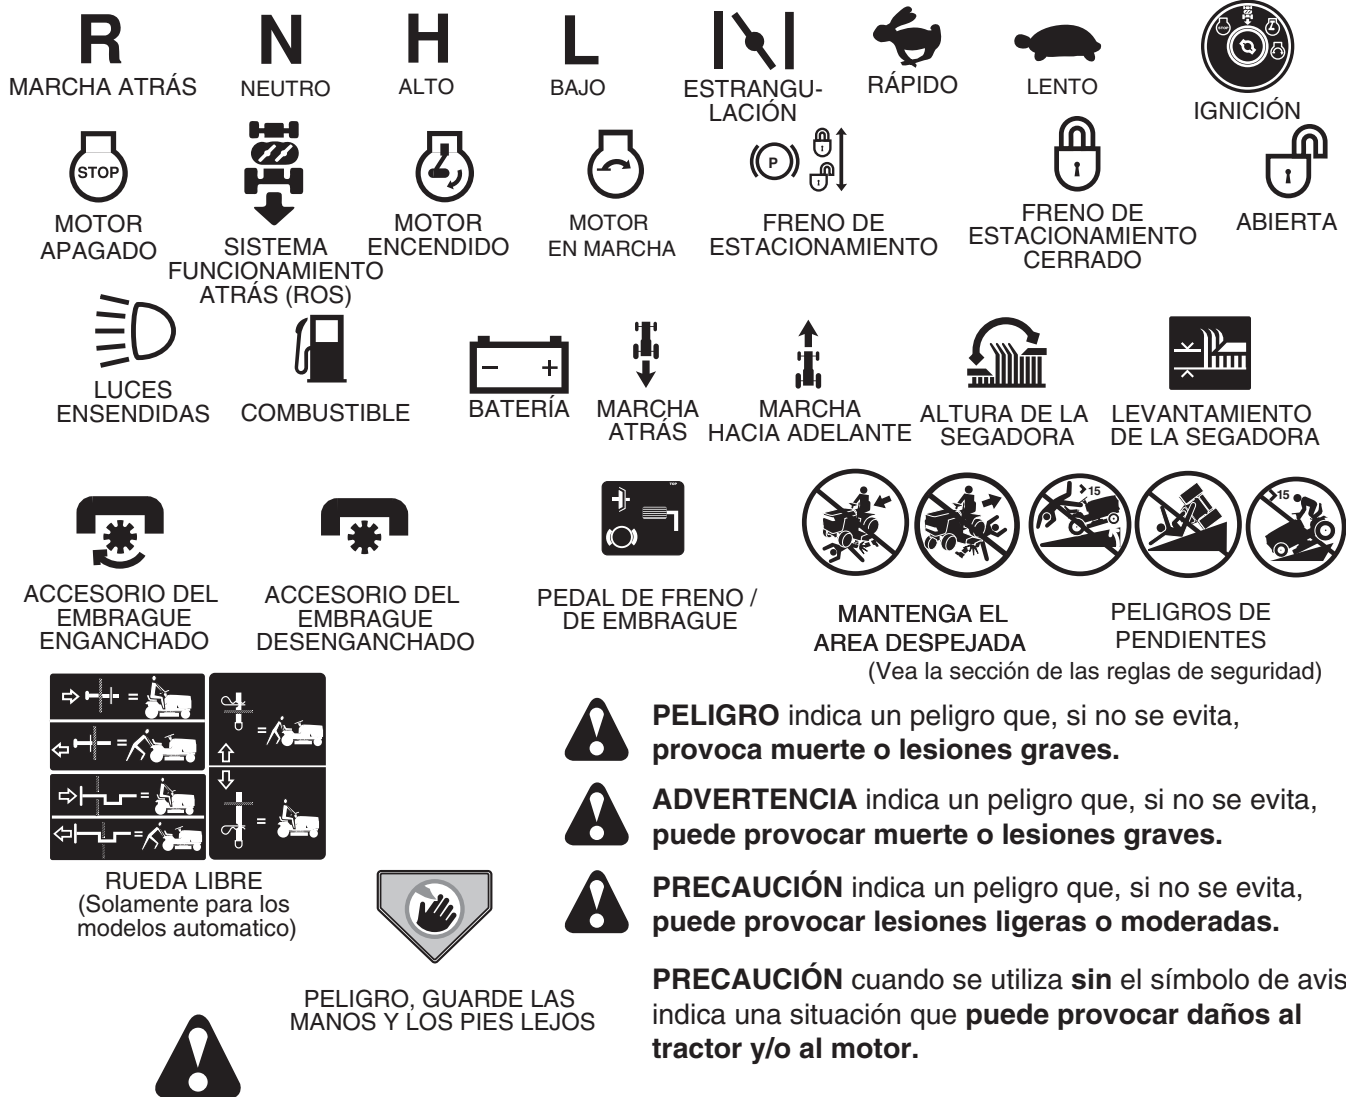 R
N
H
L
MARCHA ATRÁS
NEUTRO
ALTO
BAJO
ESTRANGU-
LACIÓN
RÁPIDO
LENTO
STOP
IGNICIÓN
STOP
MOTOR
APAGADO
SISTEMA
FUNCIONAMIENTO
ATRÁS (ROS)
MOTOR
ENCENDIDO
MOTOR
EN MARCHA
P
FRENO DE
ESTACIONAMIENTO
FRENO DE
ESTACIONAMIENTO
CERRADO
ABIERTA
LUCES
ENSENDIDAS
COMBUSTIBLE
- +
BATERÍA
MARCHA
ATRÁS
MARCHA
HACIA ADELANTE
ALTURA DE LA
SEGADORA
LEVANTAMIENTO
DE LA SEGADORA
ACCESORIO DEL
EMBRAGUE
ENGANCHADO
ACCESORIO DEL
EMBRAGUE
DESENGANCHADO
TOP
PEDAL DE FRENO /
DE EMBRAGUE
>15
>15
MANTENGA EL
AREA DESPEJADA
PELIGROS DE
PENDIENTES
(Vea la sección de las reglas de seguridad)
=
=
=
=
=
=
RUEDA LIBRE
(Solamente para los
modelos automatico)
PELIGRO, GUARDE LAS
MANOS Y LOS PIES LEJOS
PELIGRO indica un peligro que, si no se evita,
provoca muerte o lesiones graves.
ADVERTENCIA indica un peligro que, si no se evita,
puede provocar muerte o lesiones graves.
PRECAUCIÓN indica un peligro que, si no se evita,
puede provocar lesiones ligeras o moderadas.
PRECAUCIÓN cuando se utiliza sin el símbolo de avis
indica una situación que puede provocar daños al
tractor y/o al motor.